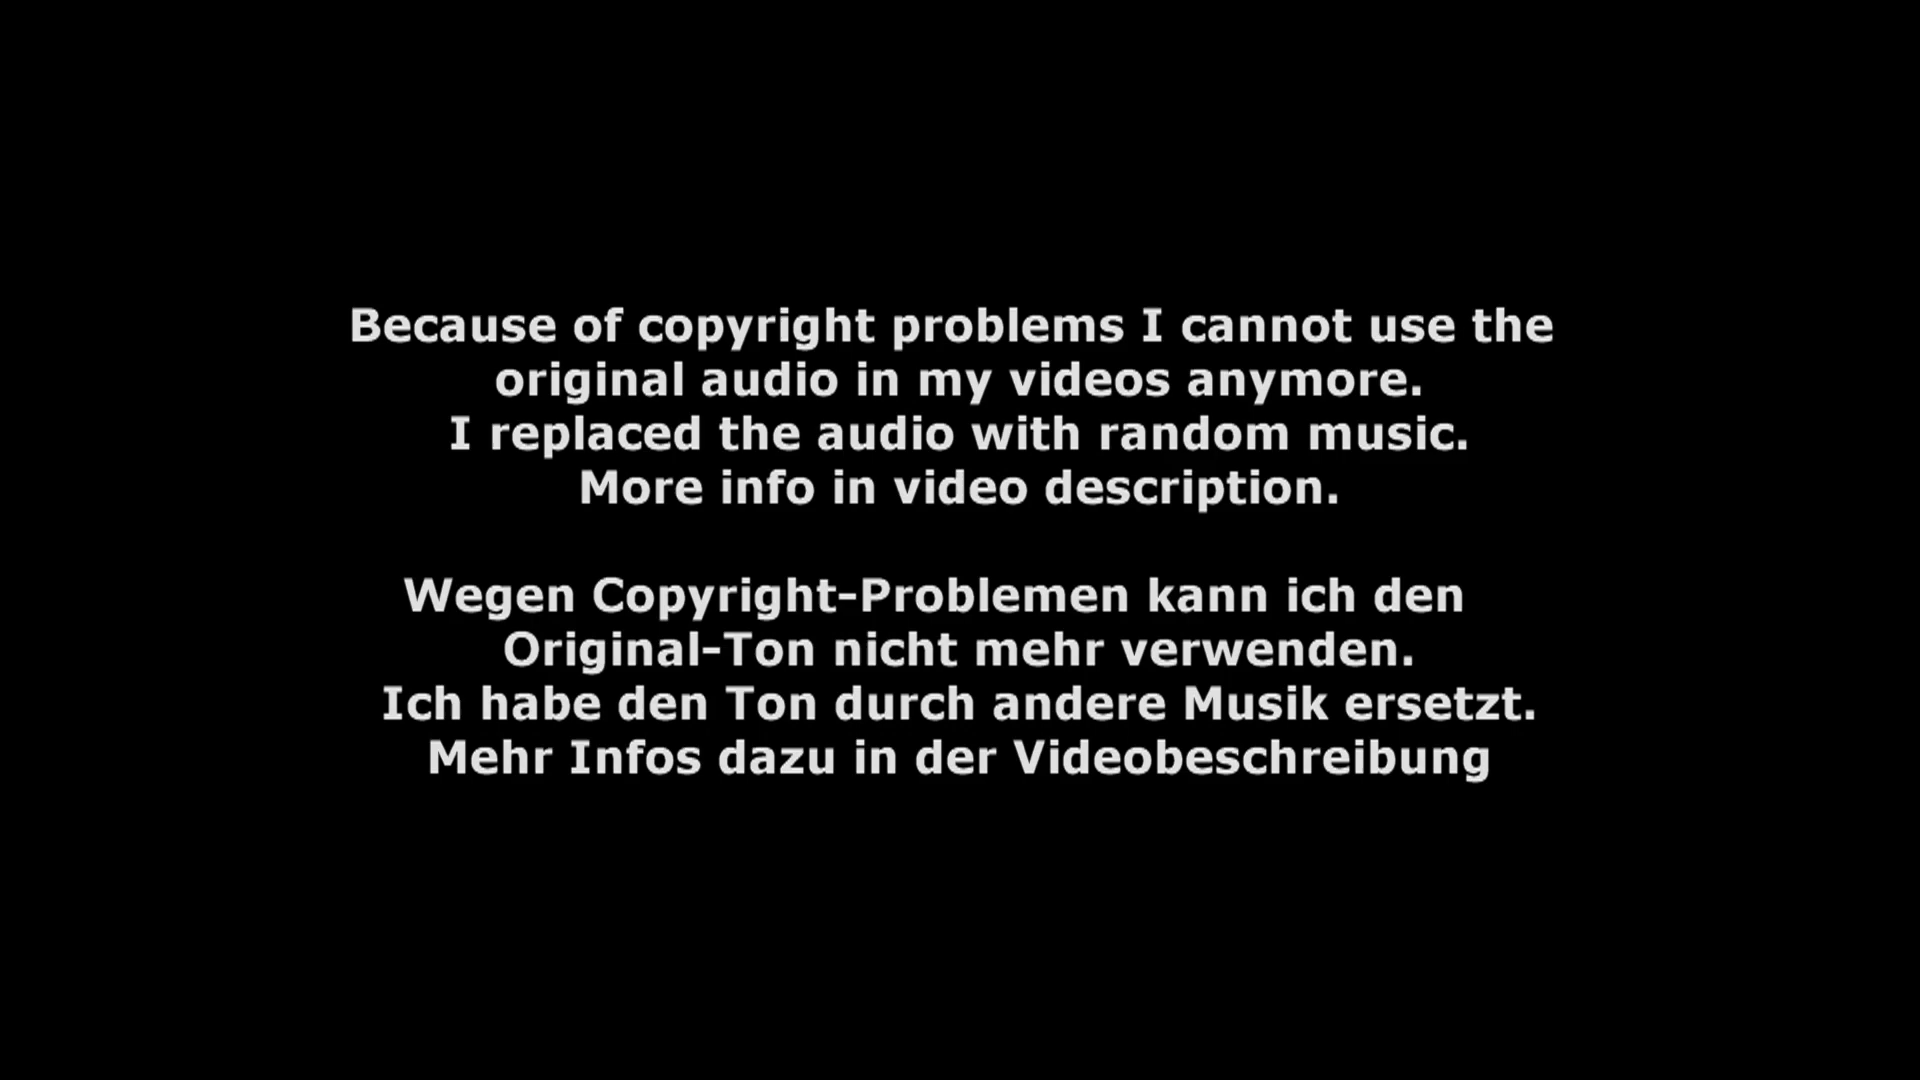 Because of copyright problems I cannot use the
original audio in my videos anymore.
I replaced the audio with random music.
More info in video description.
Wegen Copyright-Problemen kann ich den
Original-Ton nicht mehr verwenden.
Ich habe den Ton durch andere Musik ersetzt.
Mehr Infos dazu in der Videobeschreibung